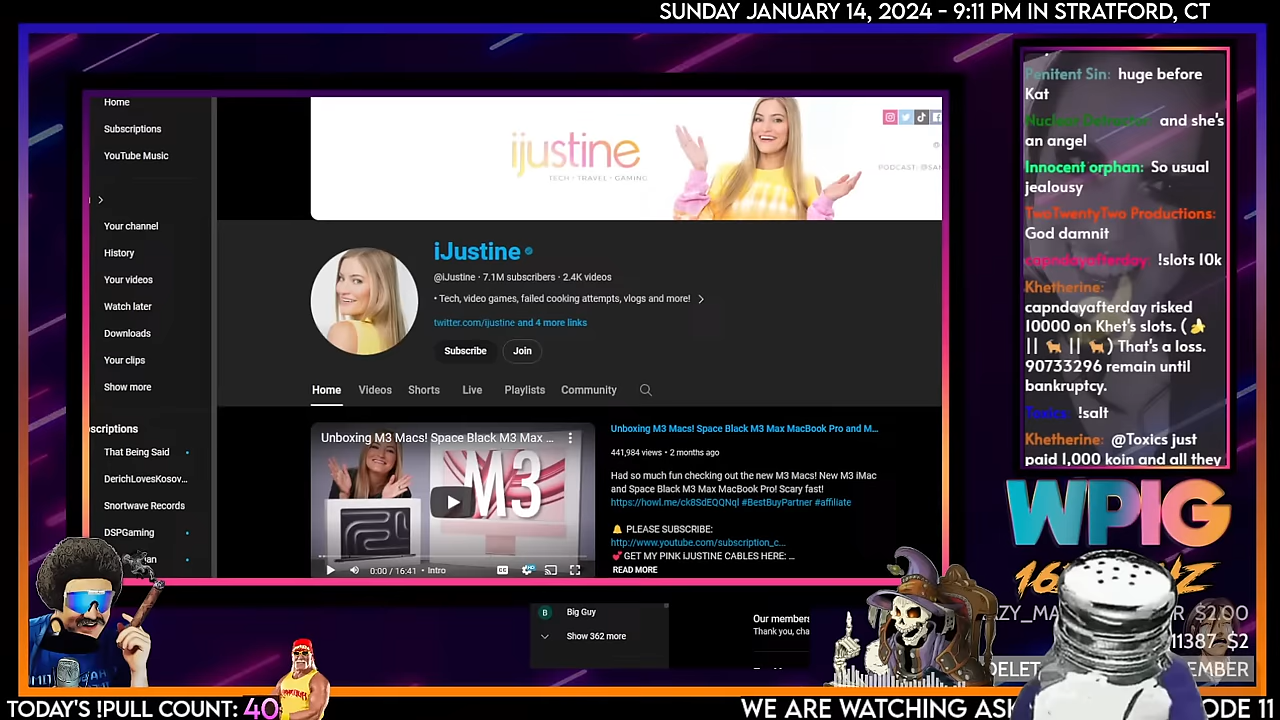 SUNDAY JANUARY 14, 2024 - 9:11 PM IN STRATFORD, CT
Home
Subscriptions
YouTube Music
Your channel
History
Your videos
Watch later
Downloads
Your clips
Show more
scriptions
That Being Said
DerichLovesKosov...
Snortwave Records
DSPGaming
an
ijustine
TECH · TRAVEL · GAMING
PODCAST: @SA
iJustine
@iJustine · 7.1M subscribers · 2.4K videos
• Tech, video games, failed cooking attempts, vlogs and more!
twitter.com/ijustine and 4 more links
Subscribe
Join
Home
Videos
Shorts
Live
Playlists
Community
Unboxing M3 Macs! Space Black M3 Max ...
M3
0:00 / 16:41 • Intro
Unboxing M3 Macs! Space Black M3 Max MacBook Pro and M...
441,984 views • 2 months ago
Had so much fun checking out the new M3 Macs! New M3 iMac
and Space Black M3 Max MacBook Pro! Scary fast!
https://howl.me/ck8SdEQQNql #BestBuyPartner #affiliate
🔔 PLEASE SUBSCRIBE:
http://www.youtube.com/subscription_c...
💕GET MY PINK iJUSTINE CABLES HERE: ...
READ MORE
Penitent Sin: huge before
Kat
and she's
an angel
Innocent orphan: So usual
jealousy
TwoTwentyTwo Productions:
God damnit
capndayafterday: !slots 10k
Khetherine:
capndayafterday risked
10000 on Khet's slots. (🍌
|| 🐕 || 🐕) That's a loss.
90733296 remain until
bankruptcy.
Toxics: !salt
Khetherine: @Toxics just
paid 1,000 koin and all they
WPIG
R $2.00
11387 $2
DELET
EMBER
B Big Guy
Show 362 more
Our members
Thank you, cha
TODAY'S !PULL COUNT: 40
WE ARE WATCHING ASK
ODE 11